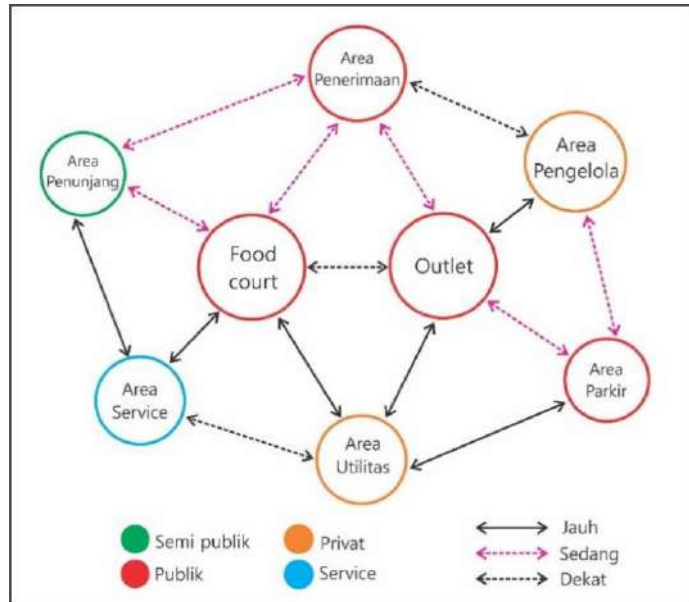 Area
Penerimaan
Area
Pengelola
Area
Penunjang
Food
court
Outlet
Area
Parkir
Area
Service
Area
Utilitas
Semi publik
Privat
Jauh
Publik
Service
Sedang
Dekat